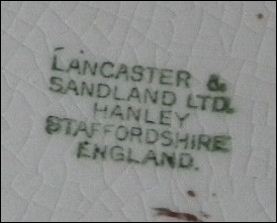 LANCASTER &
SANDLAND LTD.
HANLEY
STAFFORDSHIRE
ENGLAND.